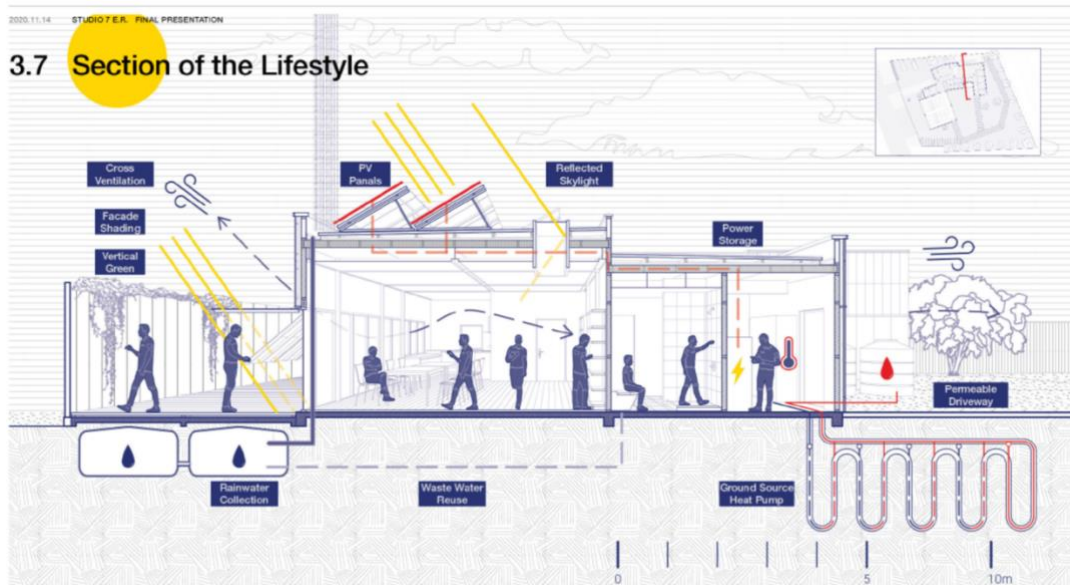 2020.11.14 STUDIO 7 E.R. FINAL PRESENTATION
3.7 Section of the Lifestyle
Cross
Ventilation
PV
Panals
Reflected
Skylight
Facade
Shading
Power
Storage
Vertical
Green
Permeable
Driveway
Rainwater
Collection
Waste Water
Reuse
Ground Source
Heat Pump
0 5 10m